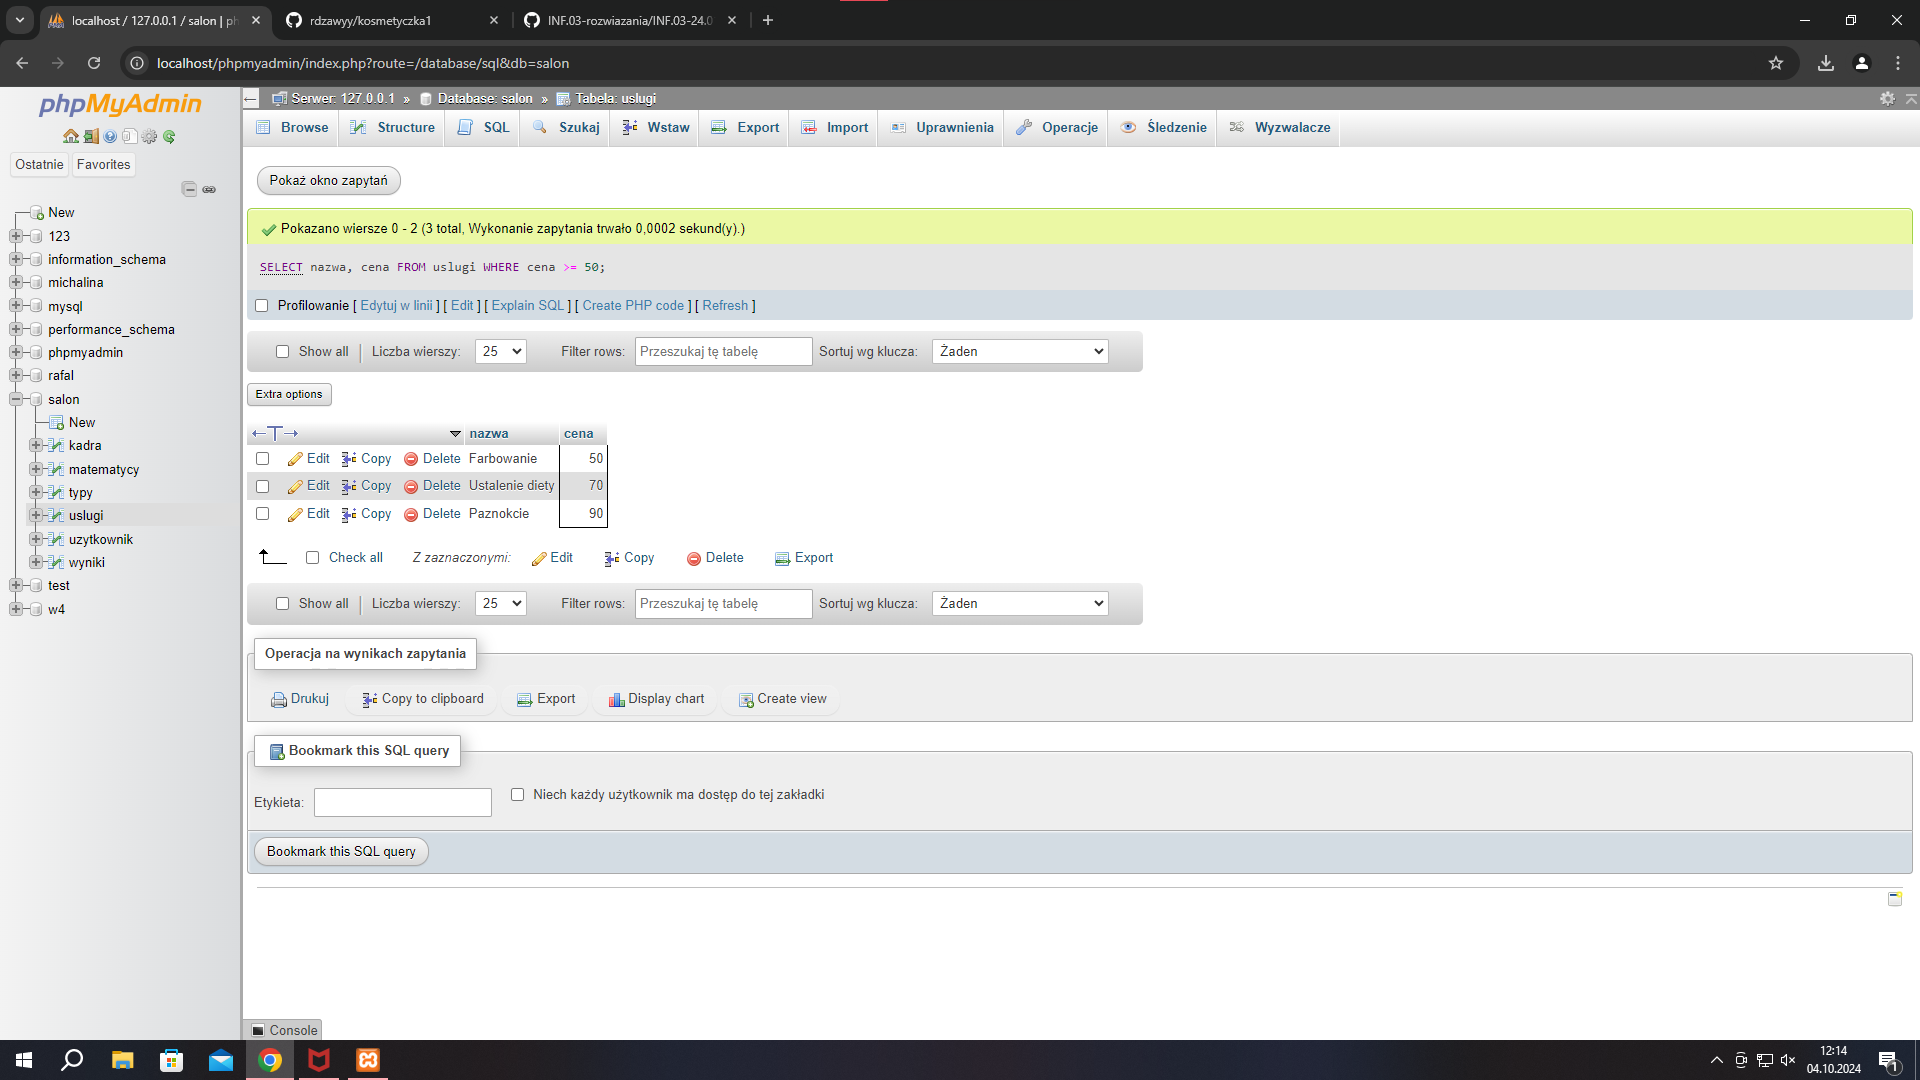 localhost / 127.0.0.1 / salon | ph
rdzawyy/kosmetyczka1
INF.03-rozwiazania/INF.03-24.0
localhost/phpmyadmin/index.php?route=/database/sql&db=salon
phpMyAdmin
Ostatnie
Favorites
New
123
information_schema
michalina
mysql
performance_schema
phpmyadmin
rafal
salon
New
kadra
matematycy
typy
uslugi
uzytkownik
wyniki
test
w4
Serwer: 127.0.0.1 » Database: salon » Tabela: uslugi
Browse Structure SQL Szukaj Wstaw Export Import Uprawnienia Operacje Śledzenie Wyzwalacze
Pokaż okno zapytań
Pokazano wiersze 0 - 2 (3 total, Wykonanie zapytania trwało 0,0002 sekund(y).)
SELECT nazwa, cena FROM uslugi WHERE cena >= 50;
Profilowanie [ Edytuj w linii ] [ Edit ] [ Explain SQL ] [ Create PHP code ] [ Refresh ]
Show all Liczba wierszy: 25 Filter rows: Przeszukaj tę tabelę Sortuj wg klucza: Żaden
Extra options
←T→ nazwa cena
Edit Copy Delete Farbowanie 50
Edit Copy Delete Ustalenie diety 70
Edit Copy Delete Paznokcie 90
Check all Z zaznaczonymi: Edit Copy Delete Export
Show all Liczba wierszy: 25 Filter rows: Przeszukaj tę tabelę Sortuj wg klucza: Żaden
Operacja na wynikach zapytania
Drukuj Copy to clipboard Export Display chart Create view
Bookmark this SQL query
Etykieta: Niech każdy użytkownik ma dostęp do tej zakładki
Bookmark this SQL query
Console
12:14
04.10.2024
1